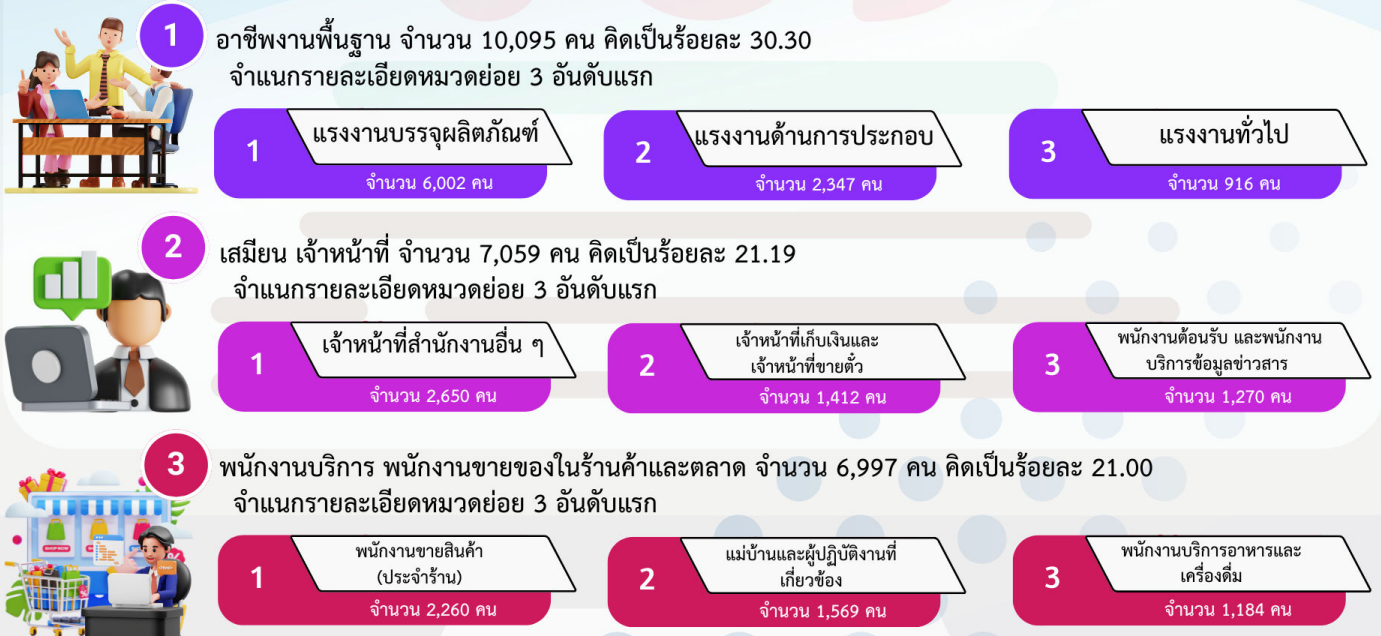 1
อาชีพงานพื้นฐาน จำนวน 10,095 คน คิดเป็นร้อยละ 30.30
จำแนกรายละเอียดหมวดย่อย 3 อันดับแรก
1
แรงงานบรรจุผลิตภัณฑ์
จำนวน 6,002 คน
2
แรงงานด้านการประกอบ
จำนวน 2,347 คน
3
แรงงานทั่วไป
จำนวน 916 คน
2
เสมียน เจ้าหน้าที่ จำนวน 7,059 คน คิดเป็นร้อยละ 21.19
จำแนกรายละเอียดหมวดย่อย 3 อันดับแรก
1
เจ้าหน้าที่สำนักงานอื่น ๆ
จำนวน 2,650 คน
2
เจ้าหน้าที่เก็บเงินและ
เจ้าหน้าที่ขายตั๋ว
จำนวน 1,412 คน
3
พนักงานต้อนรับ และพนักงาน
บริการข้อมูลข่าวสาร
จำนวน 1,270 คน
3
พนักงานบริการ พนักงานขายของในร้านค้าและตลาด จำนวน 6,997 คน คิดเป็นร้อยละ 21.00
จำแนกรายละเอียดหมวดย่อย 3 อันดับแรก
1
พนักงานขายสินค้า
(ประจำร้าน)
จำนวน 2,260 คน
2
แม่บ้านและผู้ปฏิบัติงานที่
เกี่ยวข้อง
จำนวน 1,569 คน
3
พนักงานบริการอาหารและ
เครื่องดื่ม
จำนวน 1,184 คน